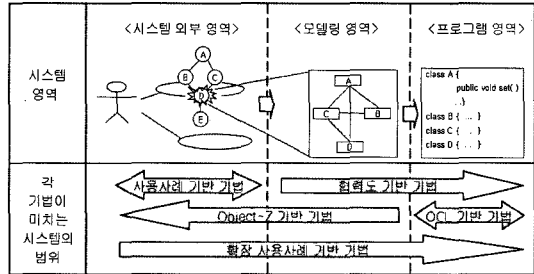 <시스템 외부 영역> <모델링 영역> <프로그램 영역>
시스템
영역
A
B C
D
E
A
C B
D
class A {
public void set( )
..}
class B { ... }
class C { ... }
class D { ... }
각
기법이
미치는
시스템의
범위
사용사례 기반 기법
협력도 기반 기법
Object-Z 기반 기법
OCL 기반 기법
확장 사용사례 기반 기법